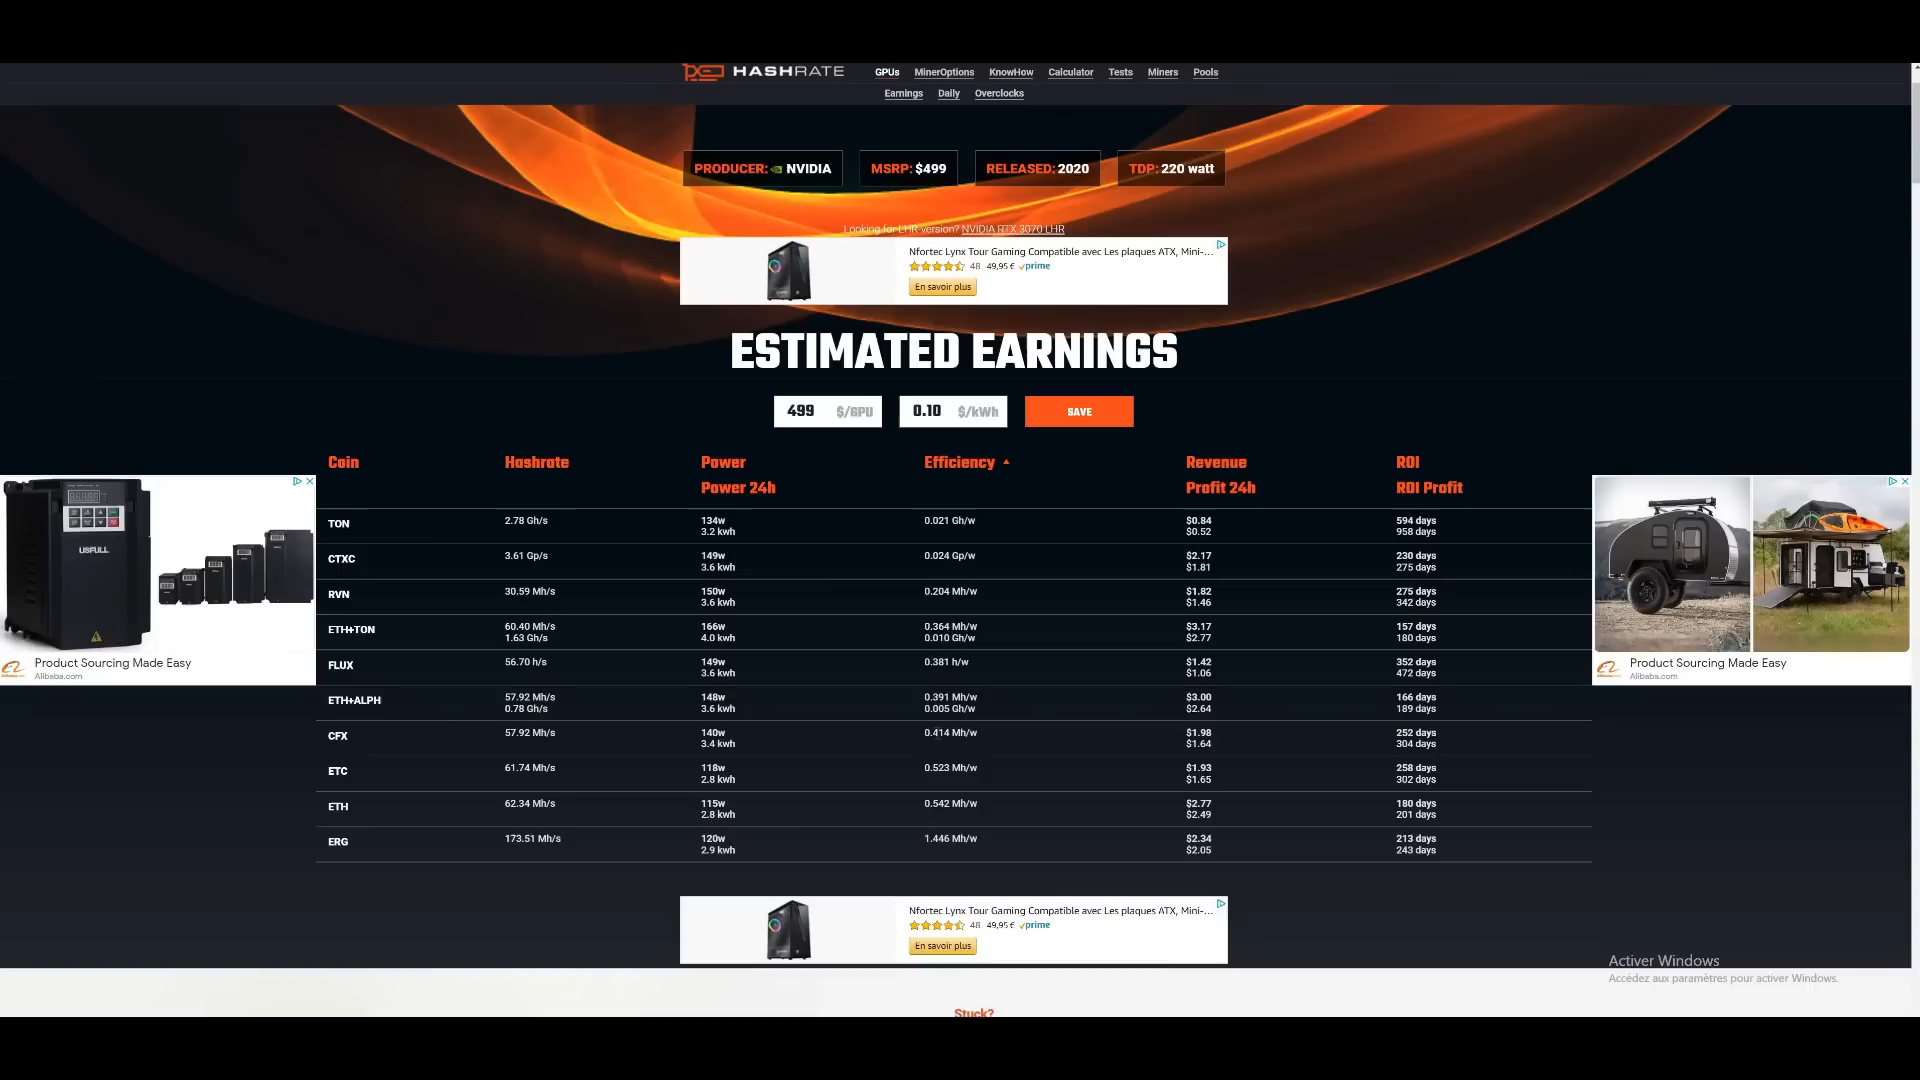 HASHRATE
GPUs MinerOptions KnowHow Calculator Tests Miners Pools
Earnings Daily Overclocks
PRODUCER: NVIDIA MSRP: $499 RELEASED: 2020 TDP: 220 watt
Looking for LHR-version? NVIDIA RTX 3070 LHR
Nfortec Lynx Tour Gaming Compatible avec Les plaques ATX, Mini-...
48 49,95 € prime
En savoir plus
ESTIMATED EARNINGS
499 $/GPU 0.10 $/kWh SAVE
Coin Hashrate Power Efficiency Revenue ROI
Power 24h Profit 24h ROI Profit
TON 2.78 Gh/s 134w 0.021 Gh/w $0.84 594 days
3.2 kwh $0.52 958 days
CTXC 3.61 Gp/s 149w 0.024 Gp/w $2.17 230 days
3.6 kwh $1.81 275 days
RVN 30.59 Mh/s 150w 0.204 Mh/w $1.82 275 days
3.6 kwh $1.46 342 days
ETH+TON 60.40 Mh/s 166w 0.364 Mh/w $3.17 157 days
1.63 Gh/s 4.0 kwh 0.010 Gh/w $2.77 180 days
FLUX 56.70 h/s 149w 0.381 h/w $1.42 352 days
3.6 kwh $1.06 472 days
ETH+ALPH 57.92 Mh/s 148w 0.391 Mh/w $3.00 166 days
0.78 Gh/s 3.6 kwh 0.005 Gh/w $2.64 189 days
CFX 57.92 Mh/s 140w 0.414 Mh/w $1.98 252 days
3.4 kwh $1.64 304 days
ETC 61.74 Mh/s 118w 0.523 Mh/w $1.93 258 days
2.8 kwh $1.65 302 days
ETH 62.34 Mh/s 115w 0.542 Mh/w $2.77 180 days
2.8 kwh $2.49 201 days
ERG 173.51 Mh/s 120w 1.446 Mh/w $2.34 213 days
2.9 kwh $2.05 243 days
USFULL
Product Sourcing Made Easy
Alibaba.com
Product Sourcing Made Easy
Alibaba.com
Nfortec Lynx Tour Gaming Compatible avec Les plaques ATX, Mini-...
48 49,95 € prime
En savoir plus
Activer Windows
Accédez aux paramètres pour activer Windows.
Stuck?